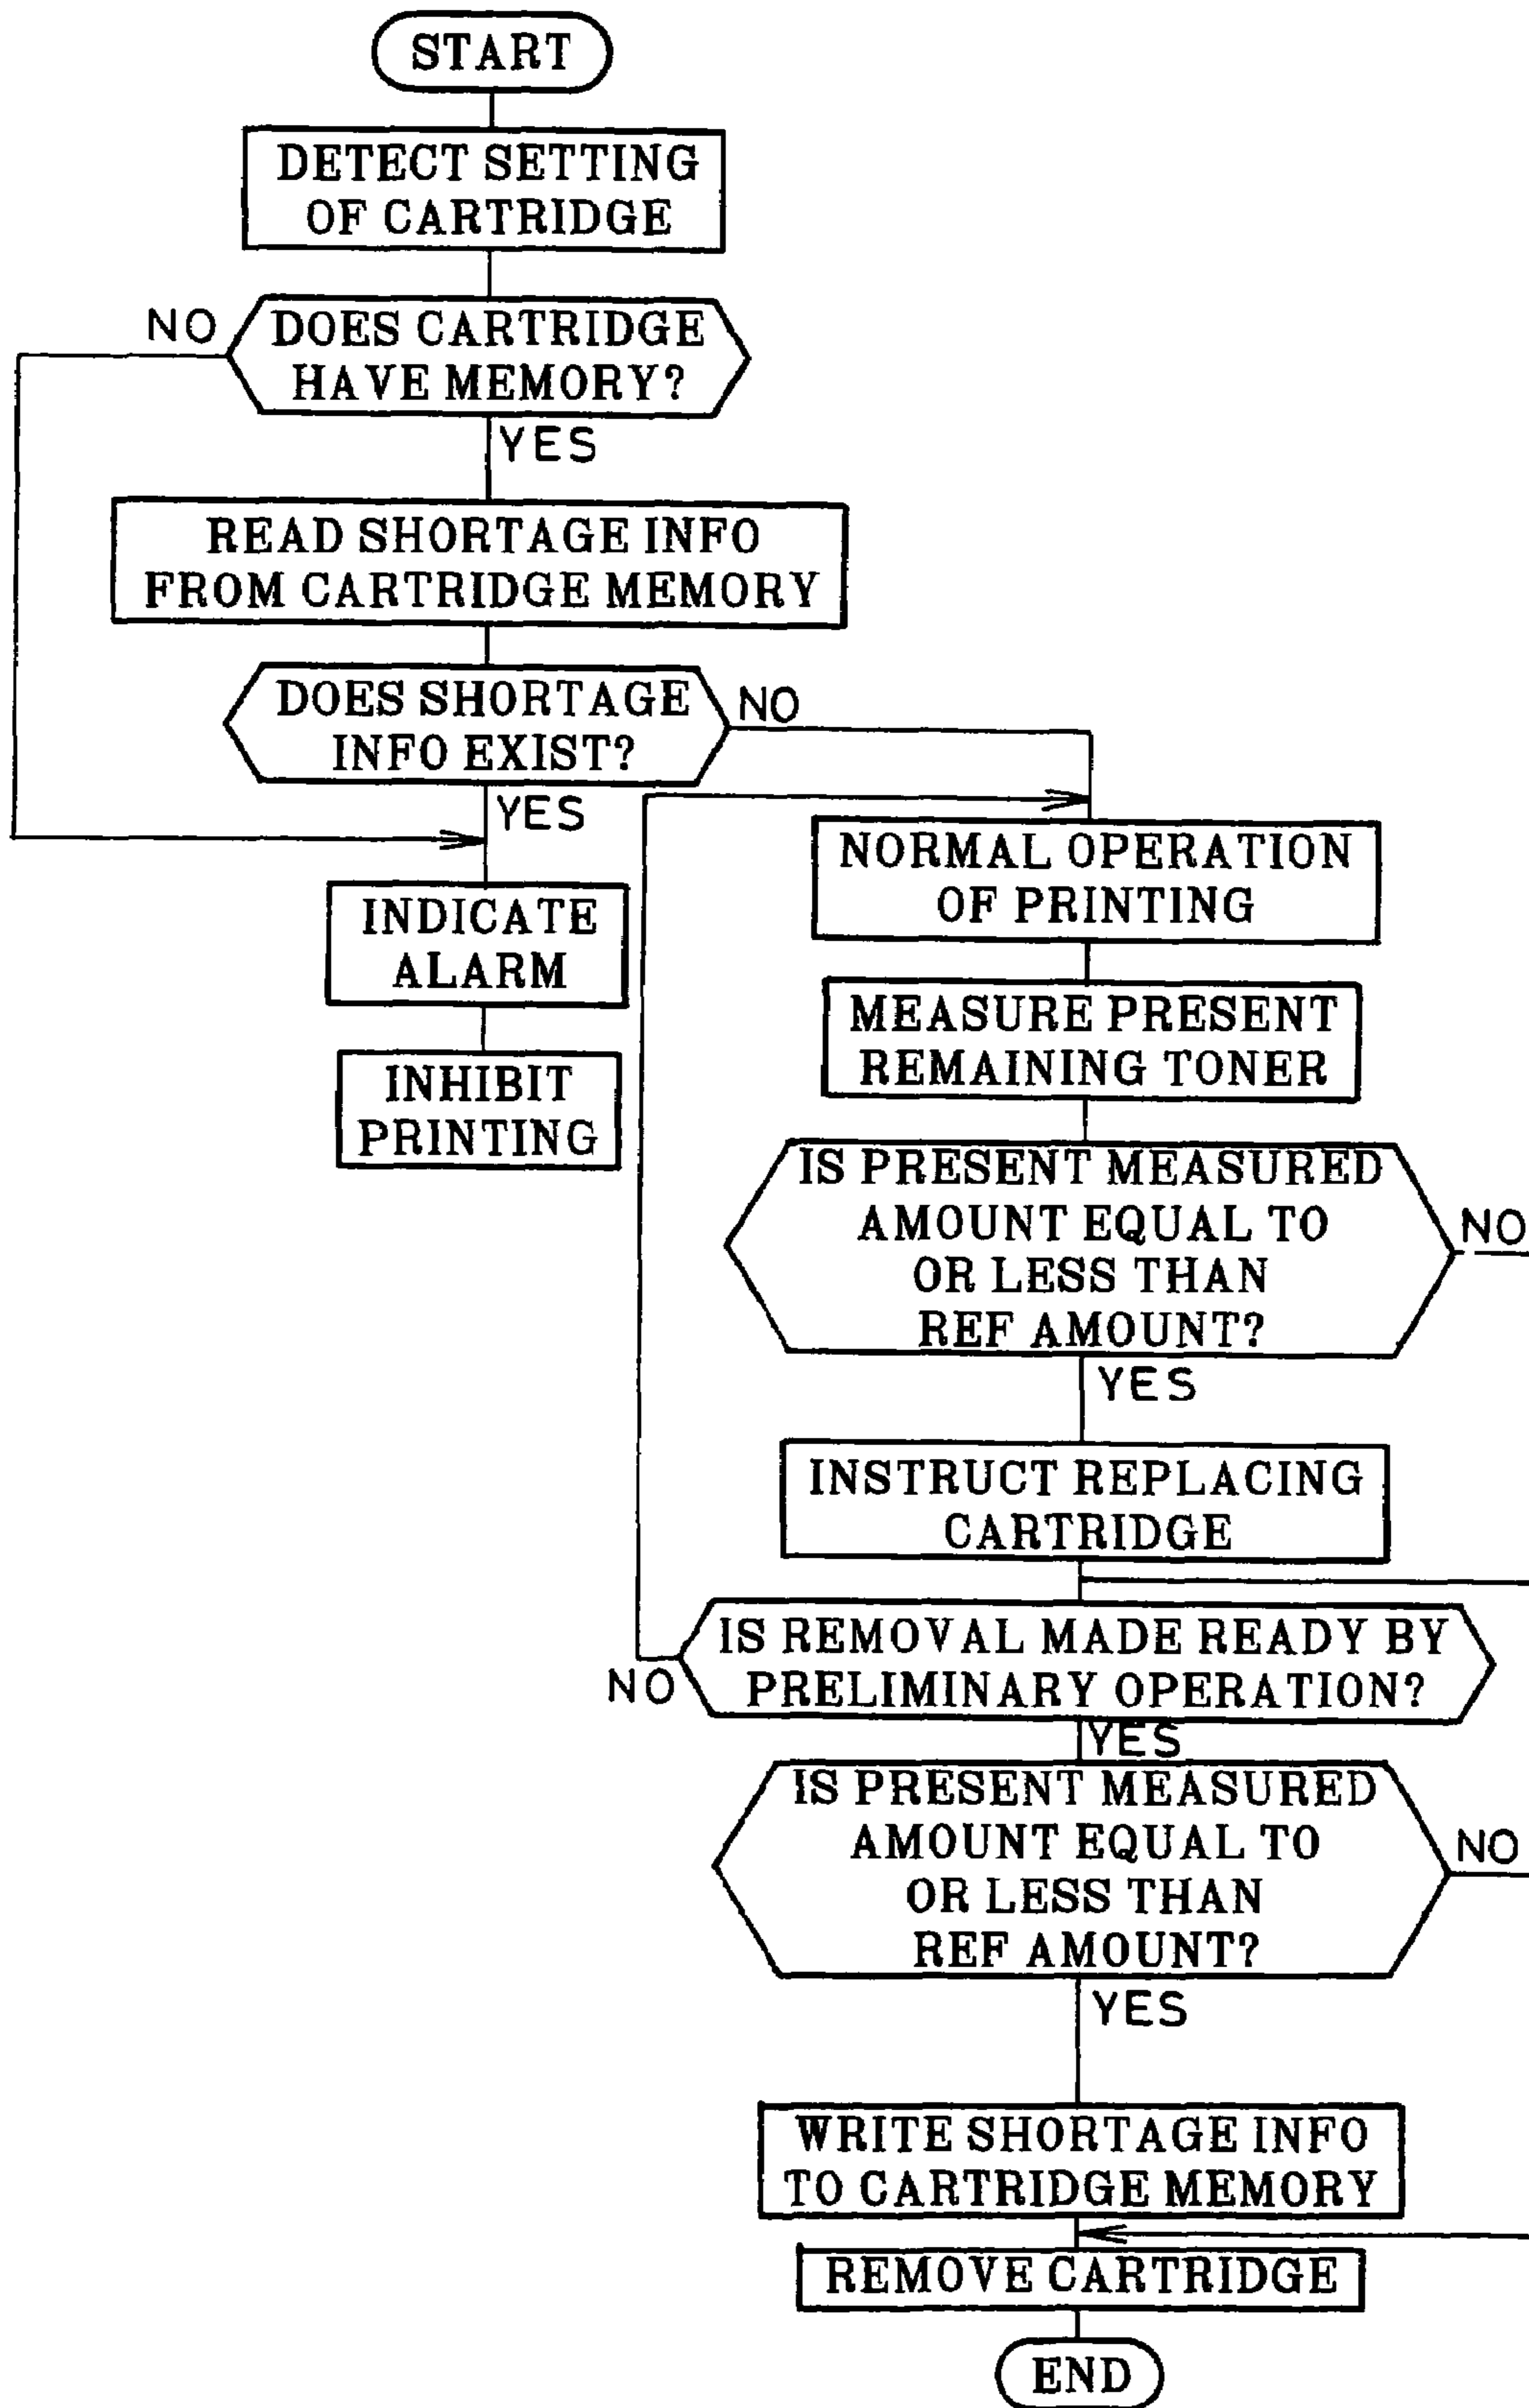 START
DETECT SETTING
OF CARTRIDGE
NO
DOES CARTRIDGE
HAVE MEMORY?
YES
READ SHORTAGE INFO
FROM CARTRIDGE MEMORY
DOES SHORTAGE
INFO EXIST?
NO
YES
INDICATE
ALARM
INHIBIT
PRINTING
NORMAL OPERATION
OF PRINTING
MEASURE PRESENT
REMAINING TONER
IS PRESENT MEASURED
AMOUNT EQUAL TO
OR LESS THAN
REF AMOUNT?
NO
YES
INSTRUCT REPLACING
CARTRIDGE
IS REMOVAL MADE READY BY
PRELIMINARY OPERATION?
NO
YES
IS PRESENT MEASURED
AMOUNT EQUAL TO
OR LESS THAN
REF AMOUNT?
NO
YES
WRITE SHORTAGE INFO
TO CARTRIDGE MEMORY
REMOVE CARTRIDGE
END